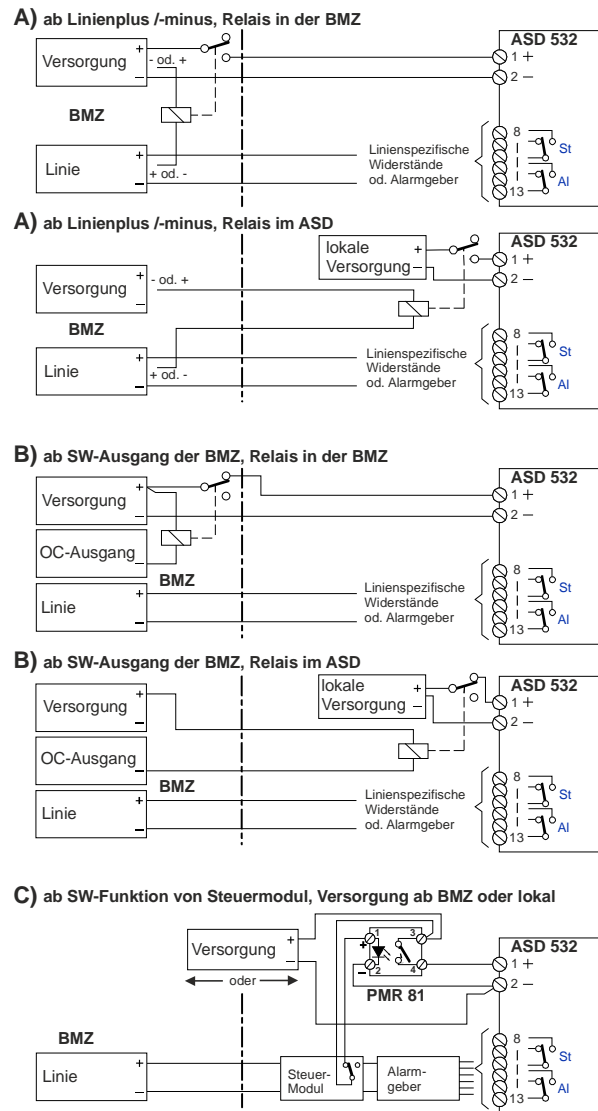 A) ab Linienplus /-minus, Relais in der BMZ
Versorgung
+
–
- od. +
BMZ
Linie
+
–
+ od. -
Linienspezifische
Widerstände
od. Alarmgeber
ASD 532
1 +
2 –
8
13
St
Al
A) ab Linienplus /-minus, Relais im ASD
Versorgung
+
–
- od. +
BMZ
Linie
+
–
+ od. -
lokale
Versorgung
+
–
Linienspezifische
Widerstände
od. Alarmgeber
ASD 532
1 +
2 –
8
13
St
Al
B) ab SW-Ausgang der BMZ, Relais in der BMZ
Versorgung
+
–
OC-Ausgang
–
BMZ
Linie
+
–
Linienspezifische
Widerstände
od. Alarmgeber
ASD 532
1 +
2 –
8
13
St
Al
B) ab SW-Ausgang der BMZ, Relais im ASD
Versorgung
+
–
OC-Ausgang
–
BMZ
Linie
+
–
lokale
Versorgung
+
–
Linienspezifische
Widerstände
od. Alarmgeber
ASD 532
1 +
2 –
8
13
St
Al
C) ab SW-Funktion von Steuermodul, Versorgung ab BMZ oder lokal
Versorgung
+
–
oder
1
3
+
–
2
4
PMR 81
BMZ
Linie
+
–
Steuer-
Modul
Alarm-
geber
ASD 532
1 +
2 –
8
13
St
Al